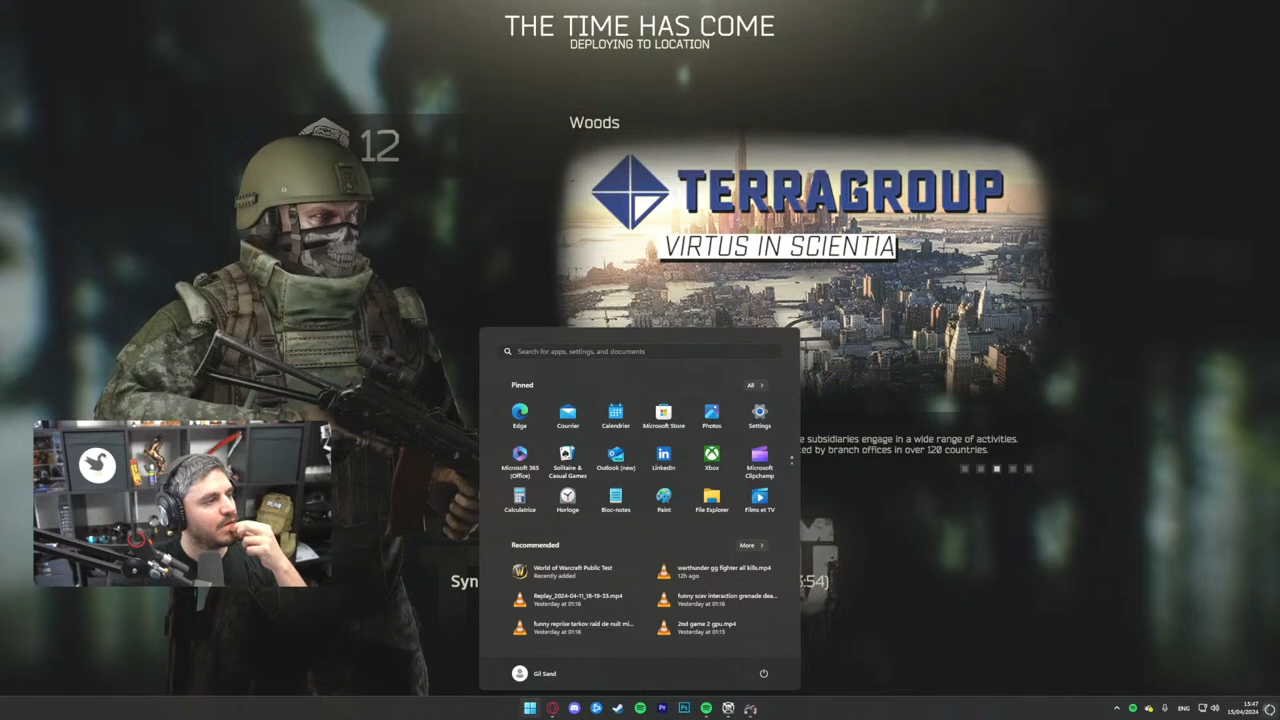 THE TIME HAS COME
DEPLOYING TO LOCATION
12
Woods
TERRAGROUP
VIRTUS IN SCIENTIA
e subsidiaries engage in a wide range of activities.
ed by branch offices in over 120 countries.
Search for apps, settings, and documents
Pinned
All
Edge
Courrier
Calendrier
Microsoft Store
Photos
Settings
Microsoft 365 (Office)
Solitaire & Casual Games
Outlook (new)
LinkedIn
Xbox
Microsoft Clipchamp
Calculatrice
Horloge
Bloc-notes
Paint
File Explorer
Films et TV
Recommended
More
World of Warcraft Public Test
Recently added
warthunder gg fighter all kills.mp4
12h ago
Replay_2024-04-11_18-19-33.mp4
Yesterday at 01:16
funny scav interaction grenade dea...
Yesterday at 01:16
funny reprise tarkov raid de nuit mi...
Yesterday at 01:16
2nd game 2 gpu.mp4
Yesterday at 01:15
Syn
:54)
Gil Sand
ENG
15:47
15/04/2024